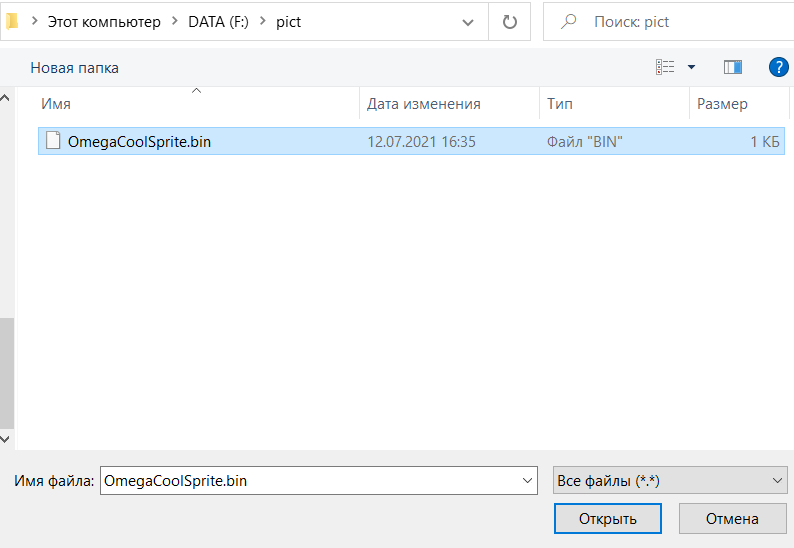 Этот компьютер > DATA (F:) > pict Поиск: pict
Новая папка ?
Имя Дата изменения Тип Размер
OmegaCoolSprite.bin 12.07.2021 16:35 Файл "BIN" 1 КБ
Имя файла: OmegaCoolSprite.bin Все файлы (*.*)
Открыть Отмена